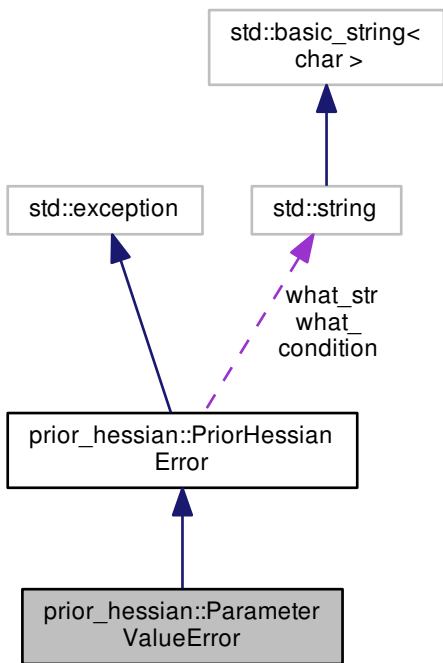 std::basic_string<
char >
std::exception
std::string
what_str
what_
condition
prior_hessian::PriorHessian
Error
prior_hessian::Parameter
ValueError